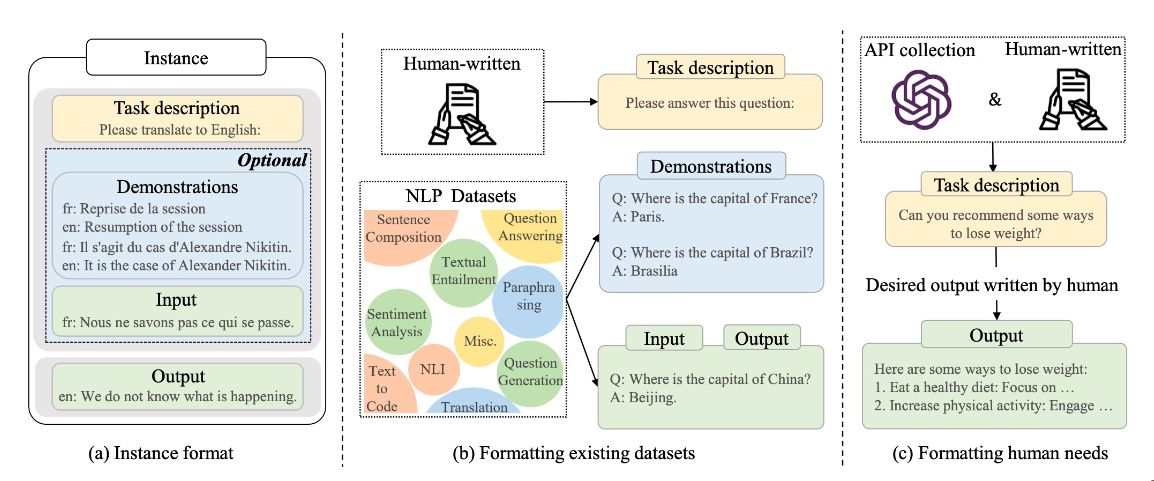 Instance
Task description
Please translate to English:
Optional
Demonstrations
fr: Reprise de la session
en: Resumption of the session
fr: Il s'agit du cas d'Alexandre Nikitin.
en: It is the case of Alexander Nikitin.
Input
fr: Nous ne savons pas ce qui se passe.
Output
en: We do not know what is happening.
(a) Instance format
Human-written
Task description
Please answer this question:
NLP Datasets
Sentence
Composition
Question
Answering
Textual
Entailment
Paraphra
sing
Sentiment
Analysis
Misc.
NLI
Question
Generation
Text
to
Code
Translation
Demonstrations
Q: Where is the capital of France?
A: Paris.
Q: Where is the capital of Brazil?
A: Brasilia
Input
Output
Q: Where is the capital of China?
A: Beijing.
(b) Formatting existing datasets
API collection
&
Human-written
Task description
Can you recommend some ways
to lose weight?
Desired output written by human
Output
Here are some ways to lose weight:
1. Eat a healthy diet: Focus on …
2. Increase physical activity: Engage …
(c) Formatting human needs